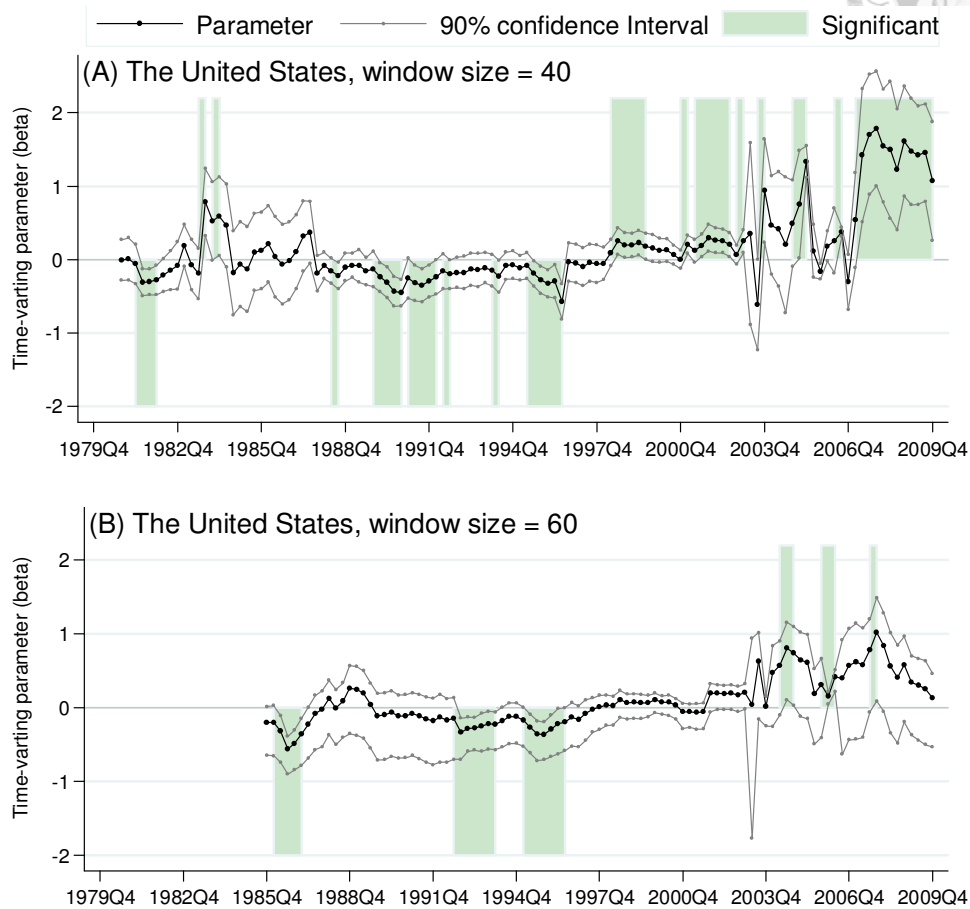 Parameter 90% confidence Interval Significant
(A) The United States, window size = 40
Time-varting parameter (beta)
2
1
0
-1
-2
1979Q4 1982Q4 1985Q4 1988Q4 1991Q4 1994Q4 1997Q4 2000Q4 2003Q4 2006Q4 2009Q4
(B) The United States, window size = 60
Time-varting parameter (beta)
2
1
0
-1
-2
1979Q4 1982Q4 1985Q4 1988Q4 1991Q4 1994Q4 1997Q4 2000Q4 2003Q4 2006Q4 2009Q4